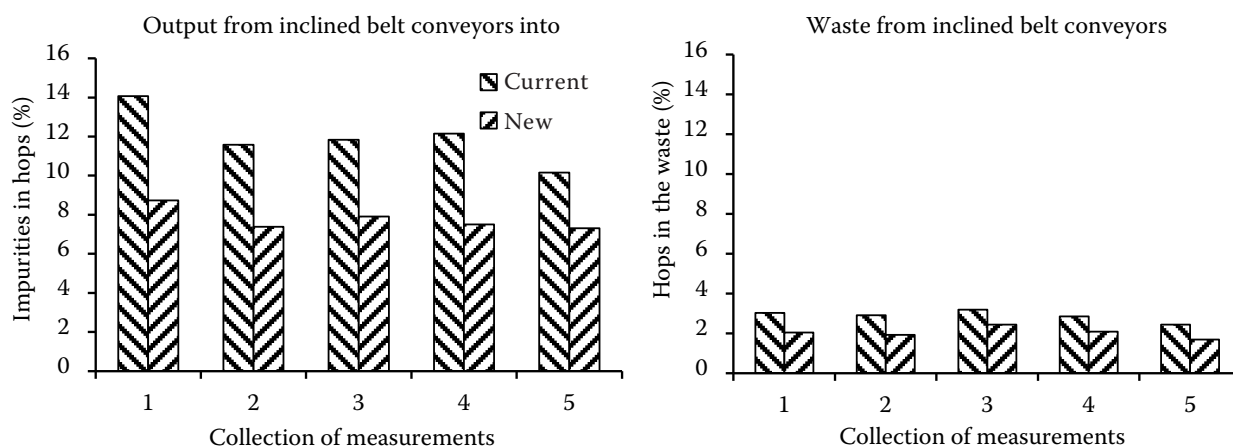 Output from inclined belt conveyors into
Impurities in hops (%)
16
14
12
10
8
6
4
2
0
Current
New
1 2 3 4 5
Collection of measurements
Waste from inclined belt conveyors
Hops in the waste (%)
16
14
12
10
8
6
4
2
0
1 2 3 4 5
Collection of measurements